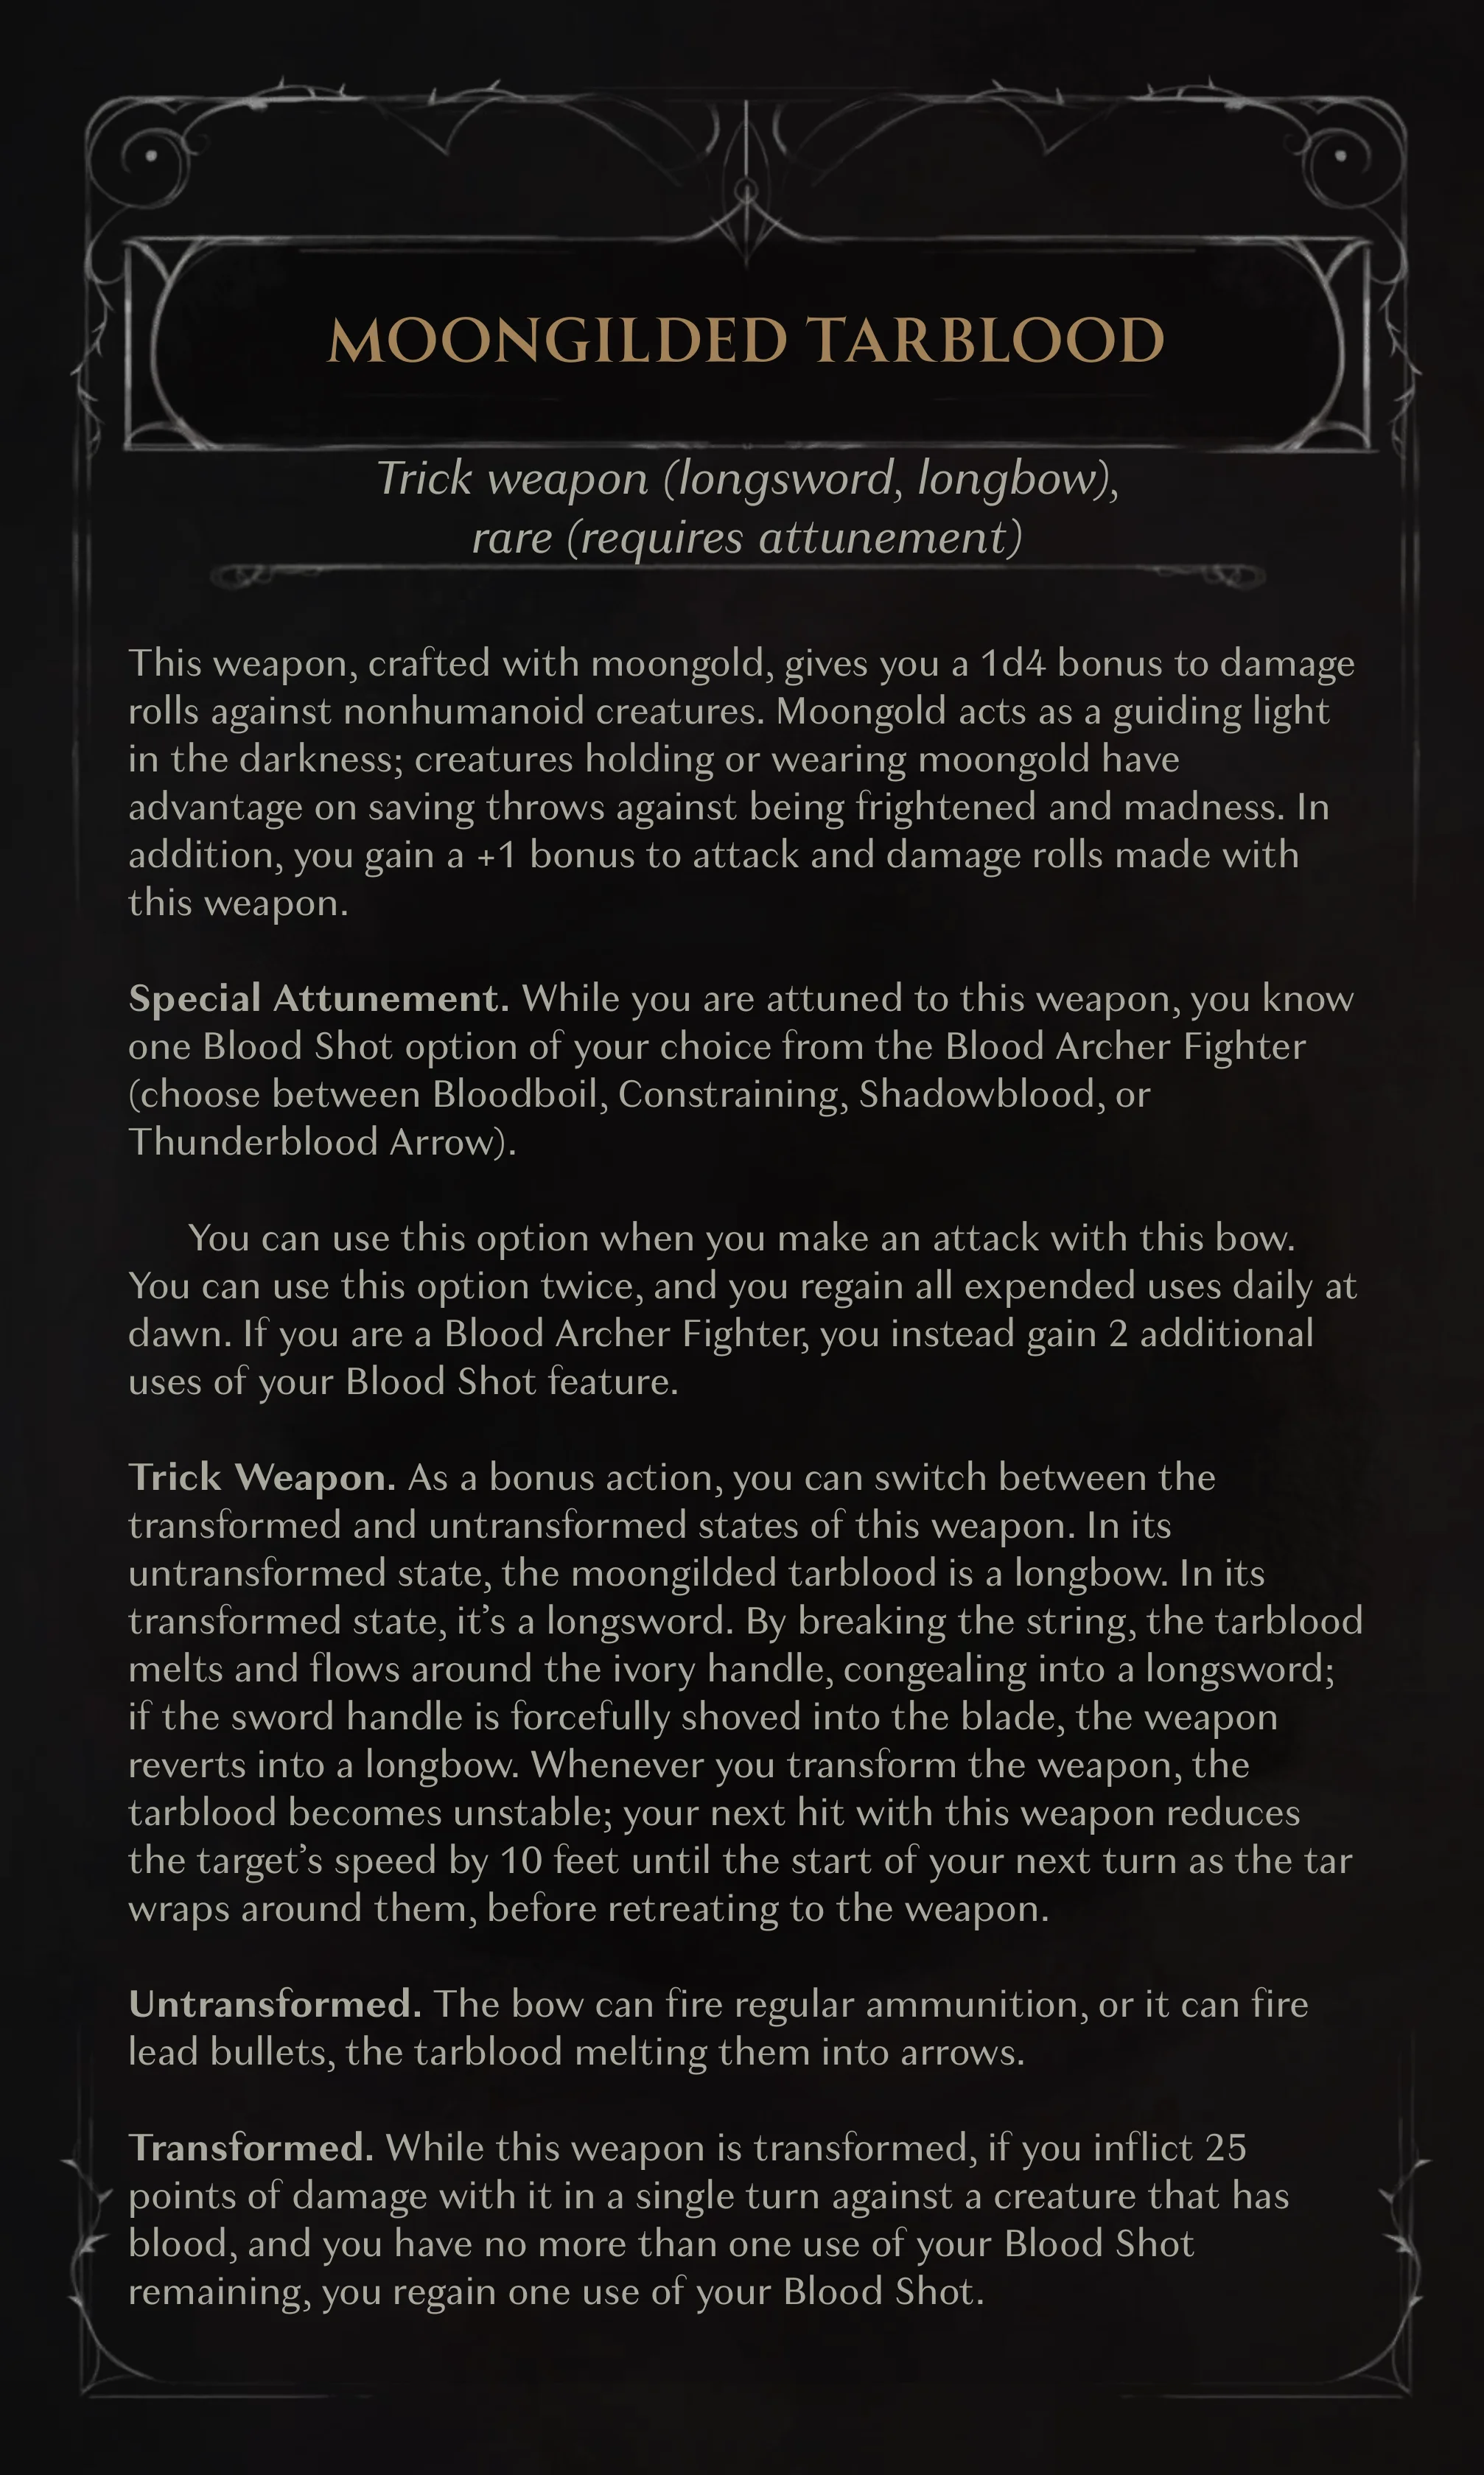 MOONGILDED TARBLOOD
Trick weapon (longsword, longbow),
rare (requires attunement)
This weapon, crafted with moongold, gives you a 1d4 bonus to damage
rolls against nonhumanoid creatures. Moongold acts as a guiding light
in the darkness; creatures holding or wearing moongold have
advantage on saving throws against being frightened and madness. In
addition, you gain a +1 bonus to attack and damage rolls made with
this weapon.
Special Attunement. While you are attuned to this weapon, you know
one Blood Shot option of your choice from the Blood Archer Fighter
(choose between Bloodboil, Constraining, Shadowblood, or
Thunderblood Arrow).
You can use this option when you make an attack with this bow.
You can use this option twice, and you regain all expended uses daily at
dawn. If you are a Blood Archer Fighter, you instead gain 2 additional
uses of your Blood Shot feature.
Trick Weapon. As a bonus action, you can switch between the
transformed and untransformed states of this weapon. In its
untransformed state, the moongilded tarblood is a longbow. In its
transformed state, it’s a longsword. By breaking the string, the tarblood
melts and flows around the ivory handle, congealing into a longsword;
if the sword handle is forcefully shoved into the blade, the weapon
reverts into a longbow. Whenever you transform the weapon, the
tarblood becomes unstable; your next hit with this weapon reduces
the target’s speed by 10 feet until the start of your next turn as the tar
wraps around them, before retreating to the weapon.
Untransformed. The bow can fire regular ammunition, or it can fire
lead bullets, the tarblood melting them into arrows.
Transformed. While this weapon is transformed, if you inflict 25
points of damage with it in a single turn against a creature that has
blood, and you have no more than one use of your Blood Shot
remaining, you regain one use of your Blood Shot.